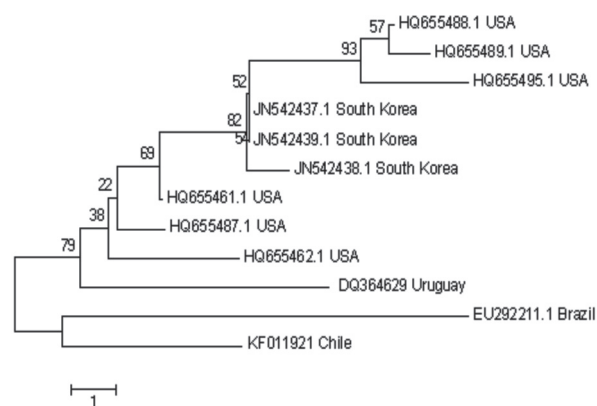 57
HQ655488.1 USA
93
HQ655489.1 USA
HQ655495.1 USA
52
JN542437.1 South Korea
82
54
JN542439.1 South Korea
69
JN542438.1 South Korea
22
HQ655461.1 USA
38
HQ655487.1 USA
79
HQ655462.1 USA
DQ364629 Uruguay
EU292211.1 Brazil
KF011921 Chile
1